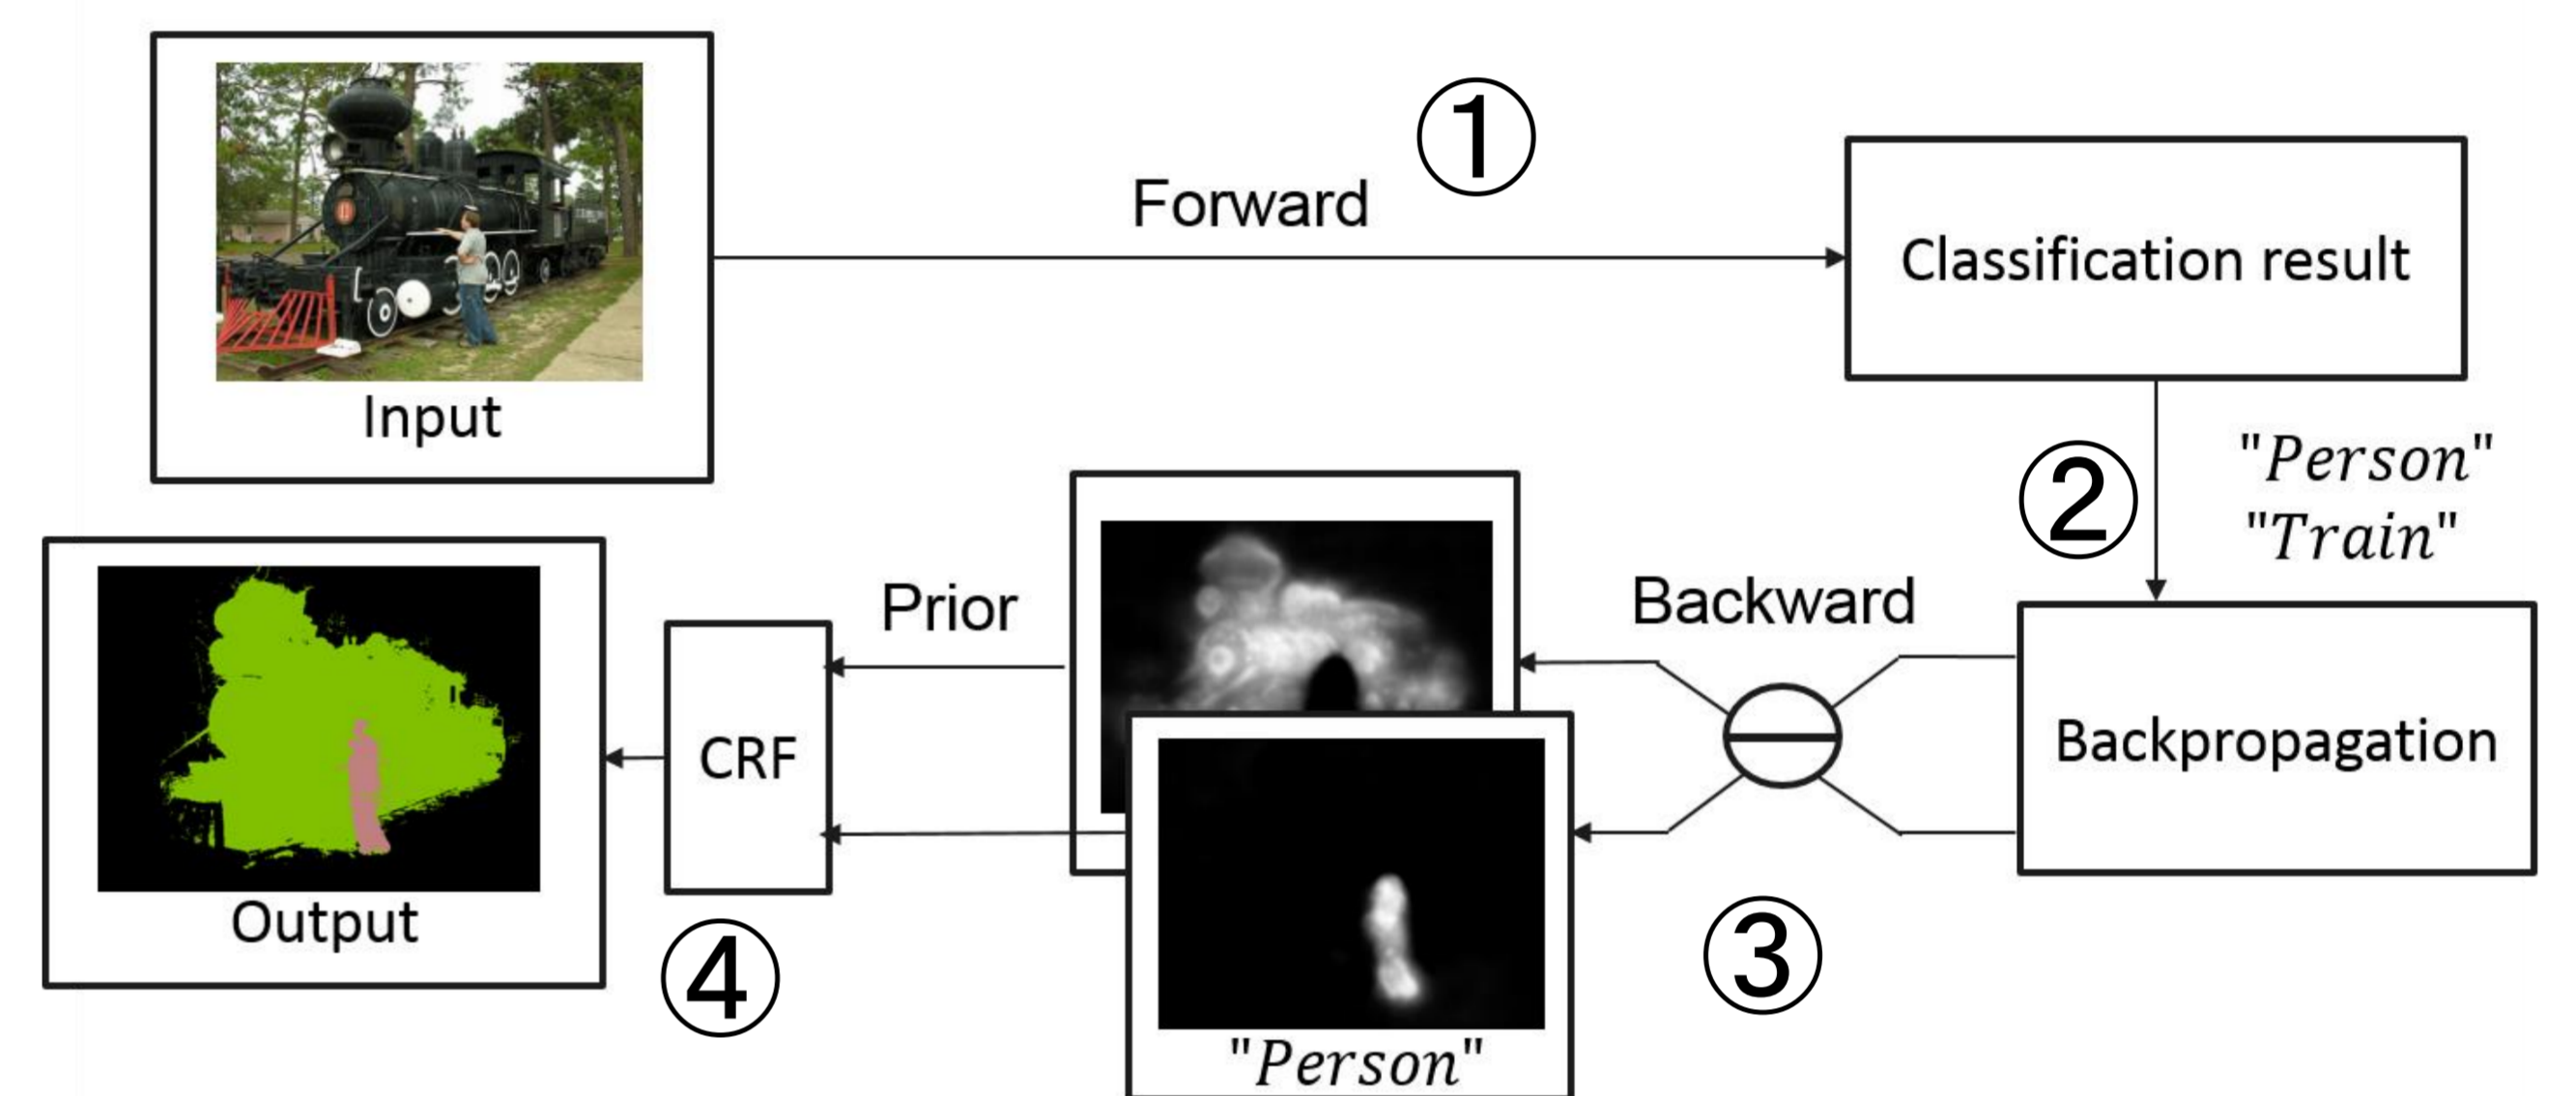 ①
Forward
Input
Classification result
②
"Person"
"Train"
Backpropagation
Backward
③
Prior
"Person"
CRF
④
Output